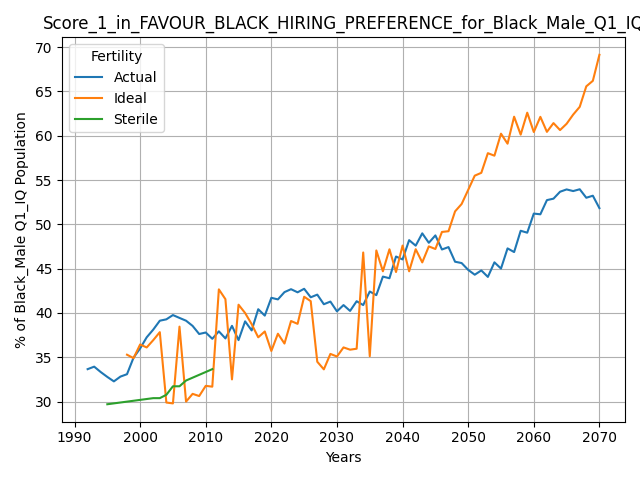 Score_1_in_FAVOUR_BLACK_HIRING_PREFERENCE_for_Black_Male_Q1_IQ
Fertility
Actual
Ideal
Sterile
% of Black_Male Q1_IQ Population
70
65
60
55
50
45
40
35
30
1990 2000 2010 2020 2030 2040 2050 2060 2070
Years